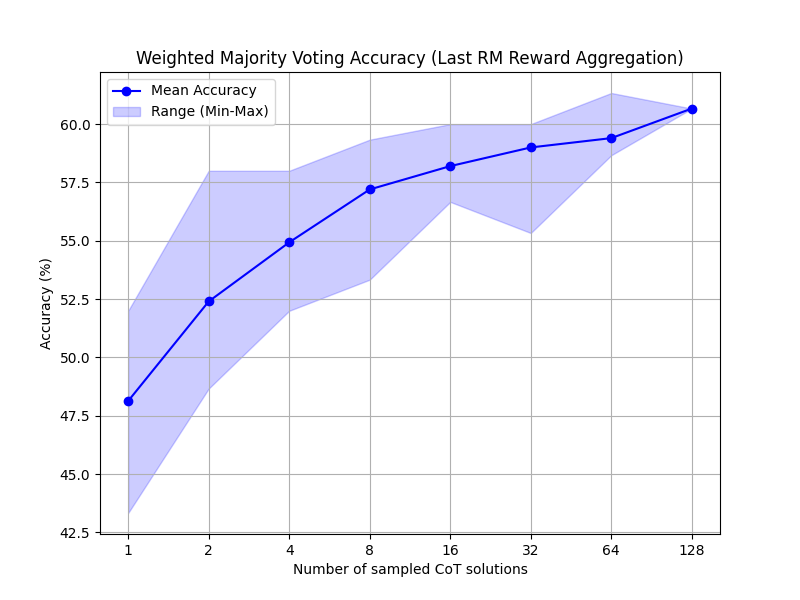 Weighted Majority Voting Accuracy (Last RM Reward Aggregation)
Mean Accuracy
Range (Min-Max)
60.0
57.5
55.0
52.5
50.0
47.5
45.0
42.5
Accuracy (%)
1 2 4 8 16 32 64 128
Number of sampled CoT solutions